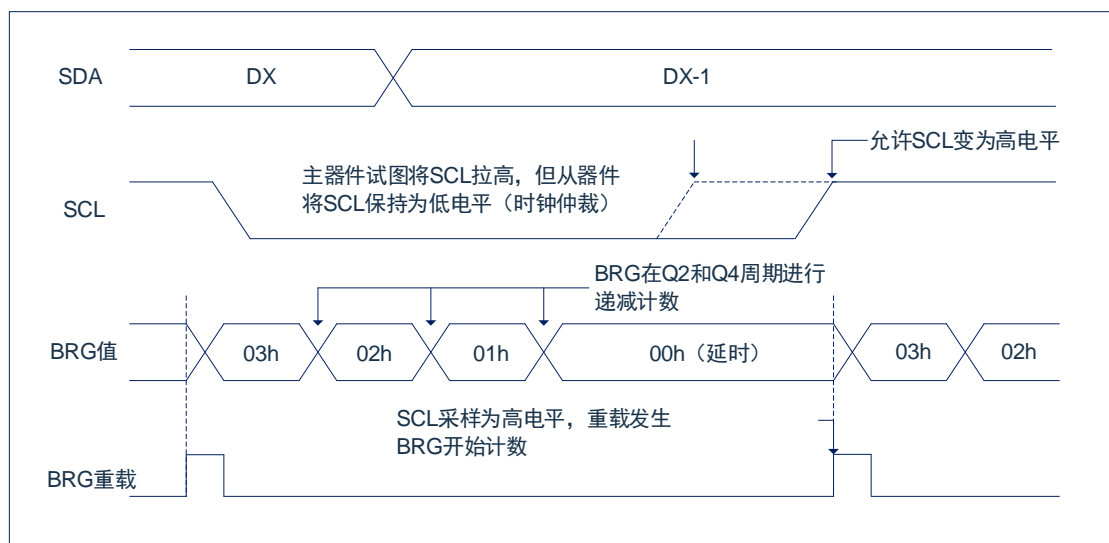 SDA
DX
DX-1
允许SCL变为高电平
主器件试图将SCL拉高，但从器件
将SCL保持为低电平（时钟仲裁）
SCL
BRG在Q2和Q4周期进行
递减计数
BRG值
03h
02h
01h
00h（延时）
03h
02h
SCL采样为高电平，重载发生
BRG开始计数
BRG重载